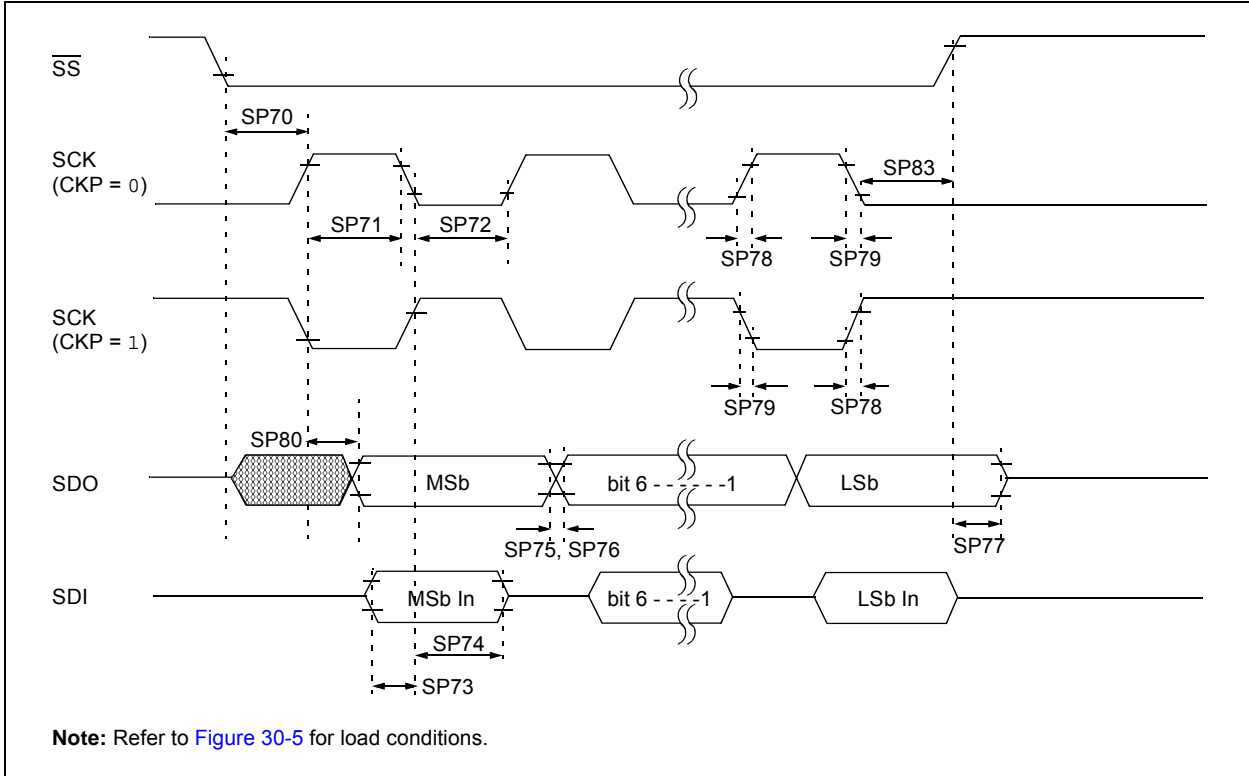 SS
SP70
SCK
(CKP = 0)
SP83
SP71
SP72
SP78
SP79
SCK
(CKP = 1)
SP79
SP78
SP80
SDO
MSb
bit 6 - - - - - - -1
LSb
SP75, SP76
SP77
SDI
MSb In
bit 6 - - - - -1
LSb In
SP74
SP73
Note: Refer to Figure 30-5 for load conditions.